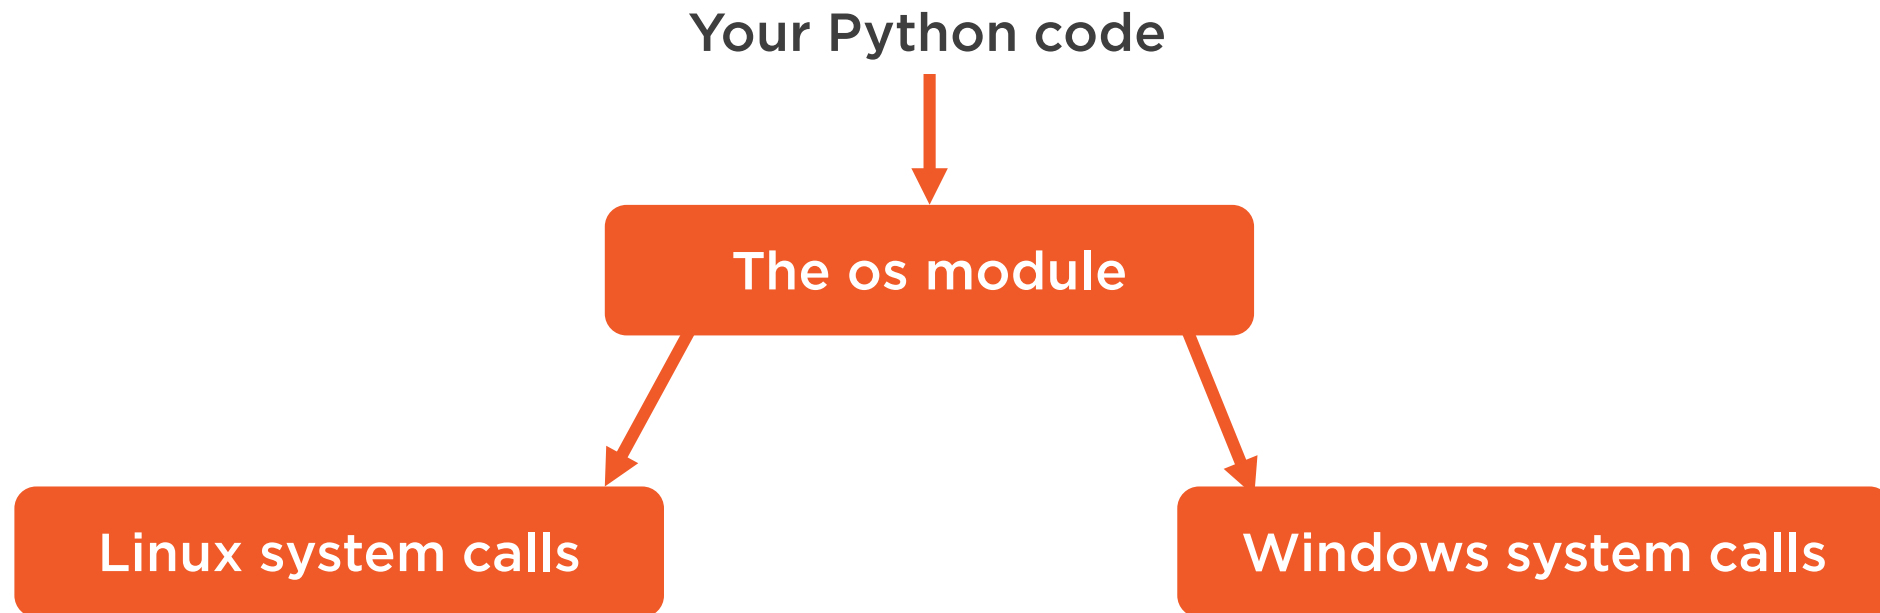 Your Python code
The os module
Linux system calls
Windows system calls